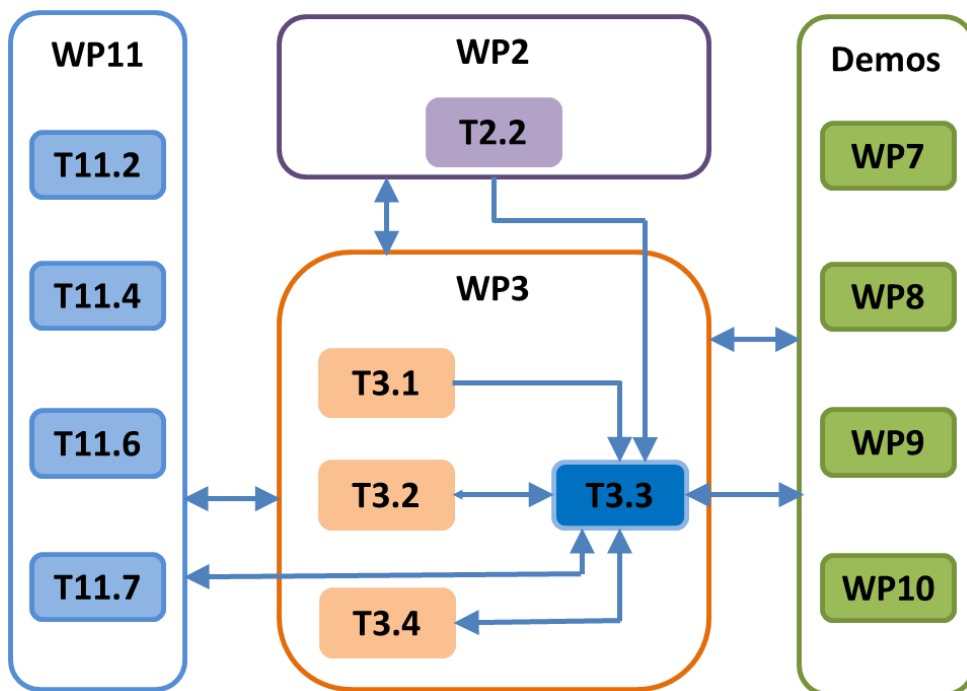 WP11
T11.2
T11.4
T11.6
T11.7
WP2
T2.2
WP3
T3.1
T3.2
T3.3
T3.4
Demos
WP7
WP8
WP9
WP10